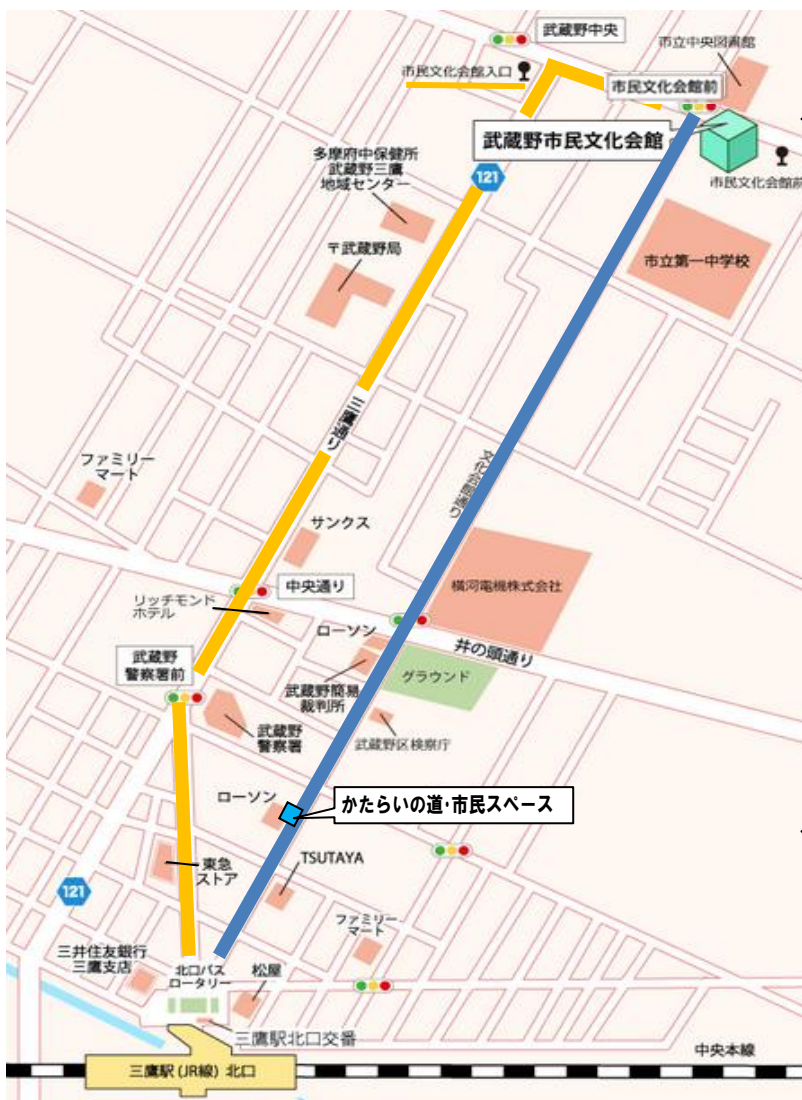 武蔵野中央
市立中央図書館
市民文化会館入口
市民文化会館前
武蔵野市民文化会館
多摩府中保健所
武蔵野三鷹
地域センター
121
市民文化会館前
〒武蔵野局
市立第一中学校
三鷹通り
ファミリー
マート
文化会館通り
サンクス
中央通り
横河電機株式会社
リッチモンド
ホテル
ローソン
井の頭通り
武蔵野
警察署前
グラウンド
武蔵野簡易
裁判所
武蔵野
警察署
武蔵野区検察庁
ローソン
かたらいの道・市民スペース
東急
ストア
TSUTAYA
121
ファミリー
マート
三井住友銀行
三鷹支店
北口バス
ロータリー
松屋
三鷹駅北口交番
中央本線
三鷹駅(JR線) 北口